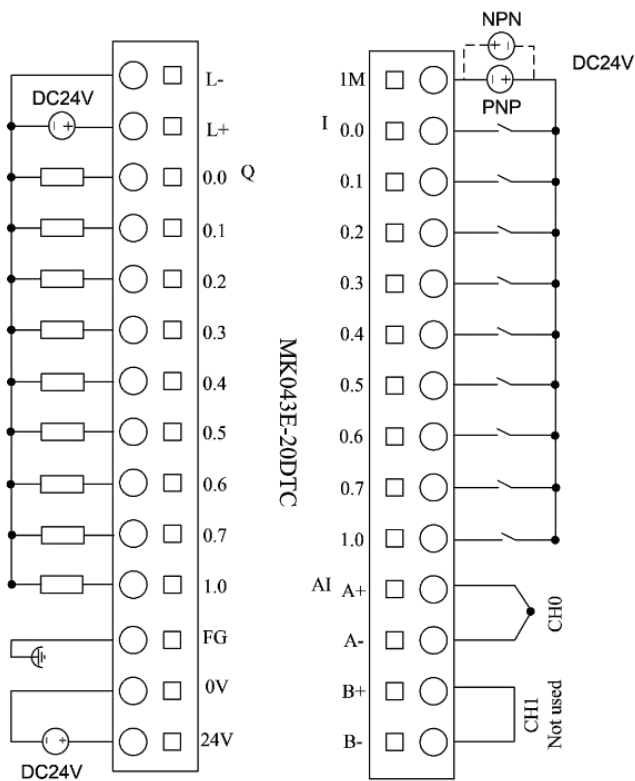 L-
DC24V
L+
0.0 Q
0.1
0.2
0.3
0.4
0.5
0.6
0.7
1.0
FG
0V
24V
DC24V
MK043E-20DTC
NPN
DC24V
1M
PNP
I 0.0
0.1
0.2
0.3
0.4
0.5
0.6
0.7
1.0
AI A+
A-
CH0
B+
B-
CH1
Not used